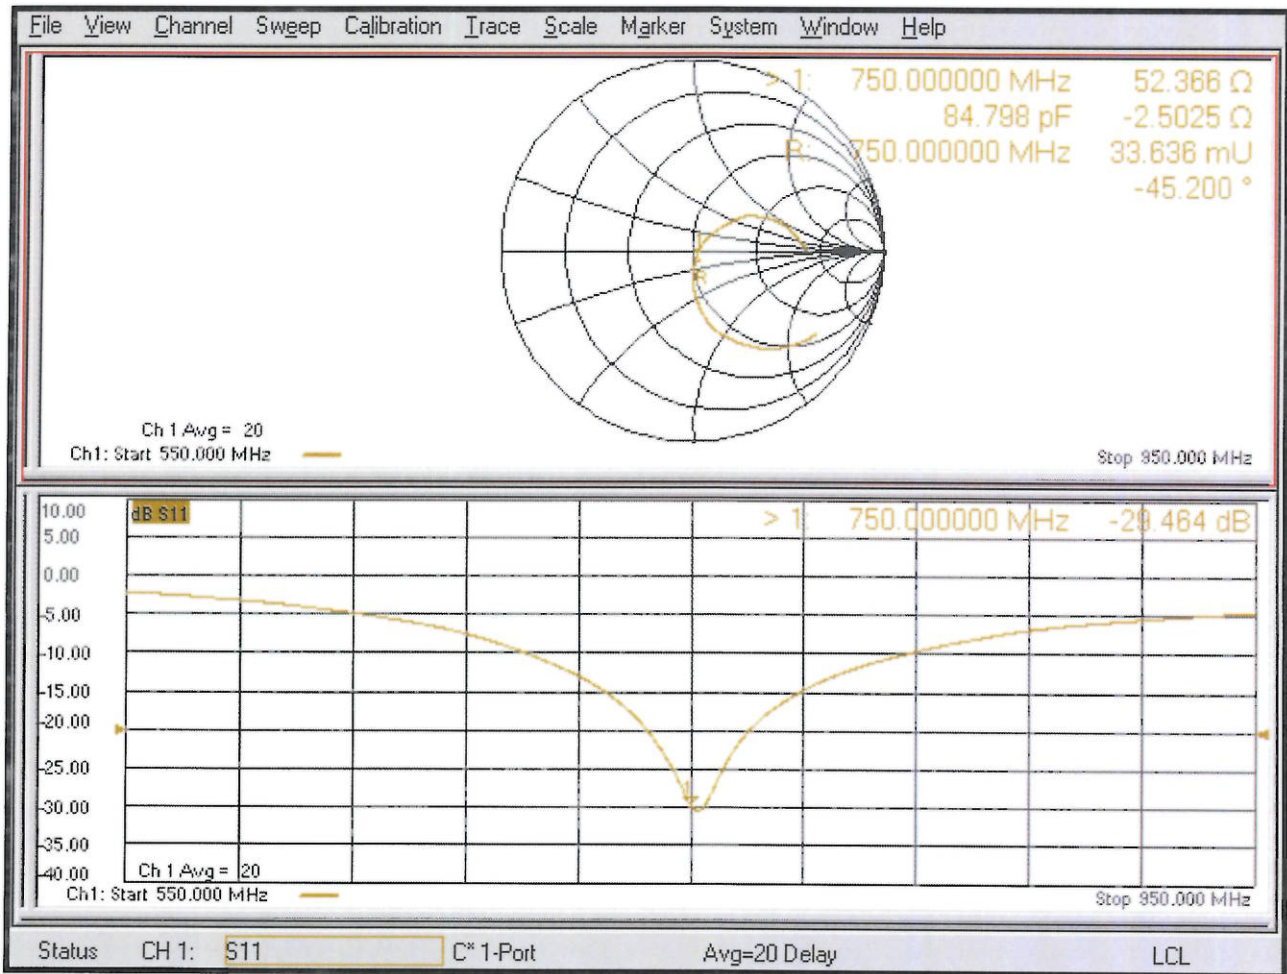 File View Channel Sweep Calibration Trace Scale Marker System Window Help
> 1: 750.000000 MHz 52.366 Ω
84.798 pF -2.5025 Ω
R: 750.000000 MHz 33.636 mU
-45.200 °
R
Ch 1 Avg = 20
Ch1: Start 550.000 MHz
Stop 950.000 MHz
10.00
dB S11
> 1: 750.000000 MHz -29.464 dB
5.00
0.00
-5.00
-10.00
-15.00
-20.00
-25.00
-30.00
-35.00
-40.00
Ch 1 Avg = 20
Ch1: Start 550.000 MHz
Stop 950.000 MHz
Status CH 1: S11 C* 1-Port Avg=20 Delay LCL